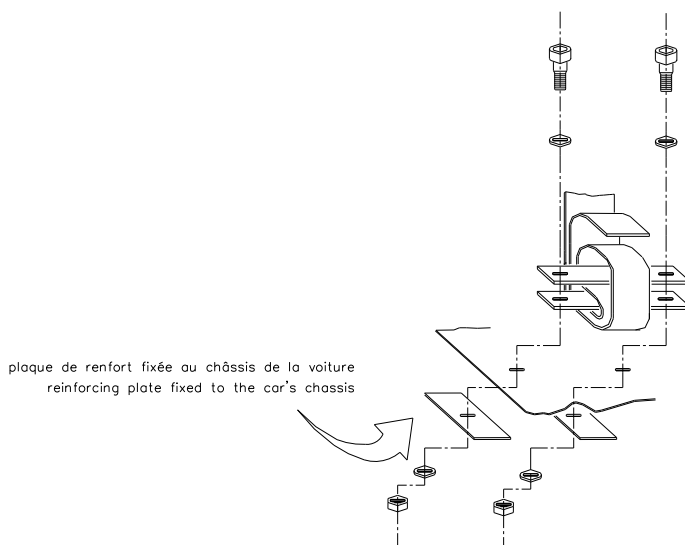 plaque de renfort fixée au châssis de la voiture
reinforcing plate fixed to the car's chassis